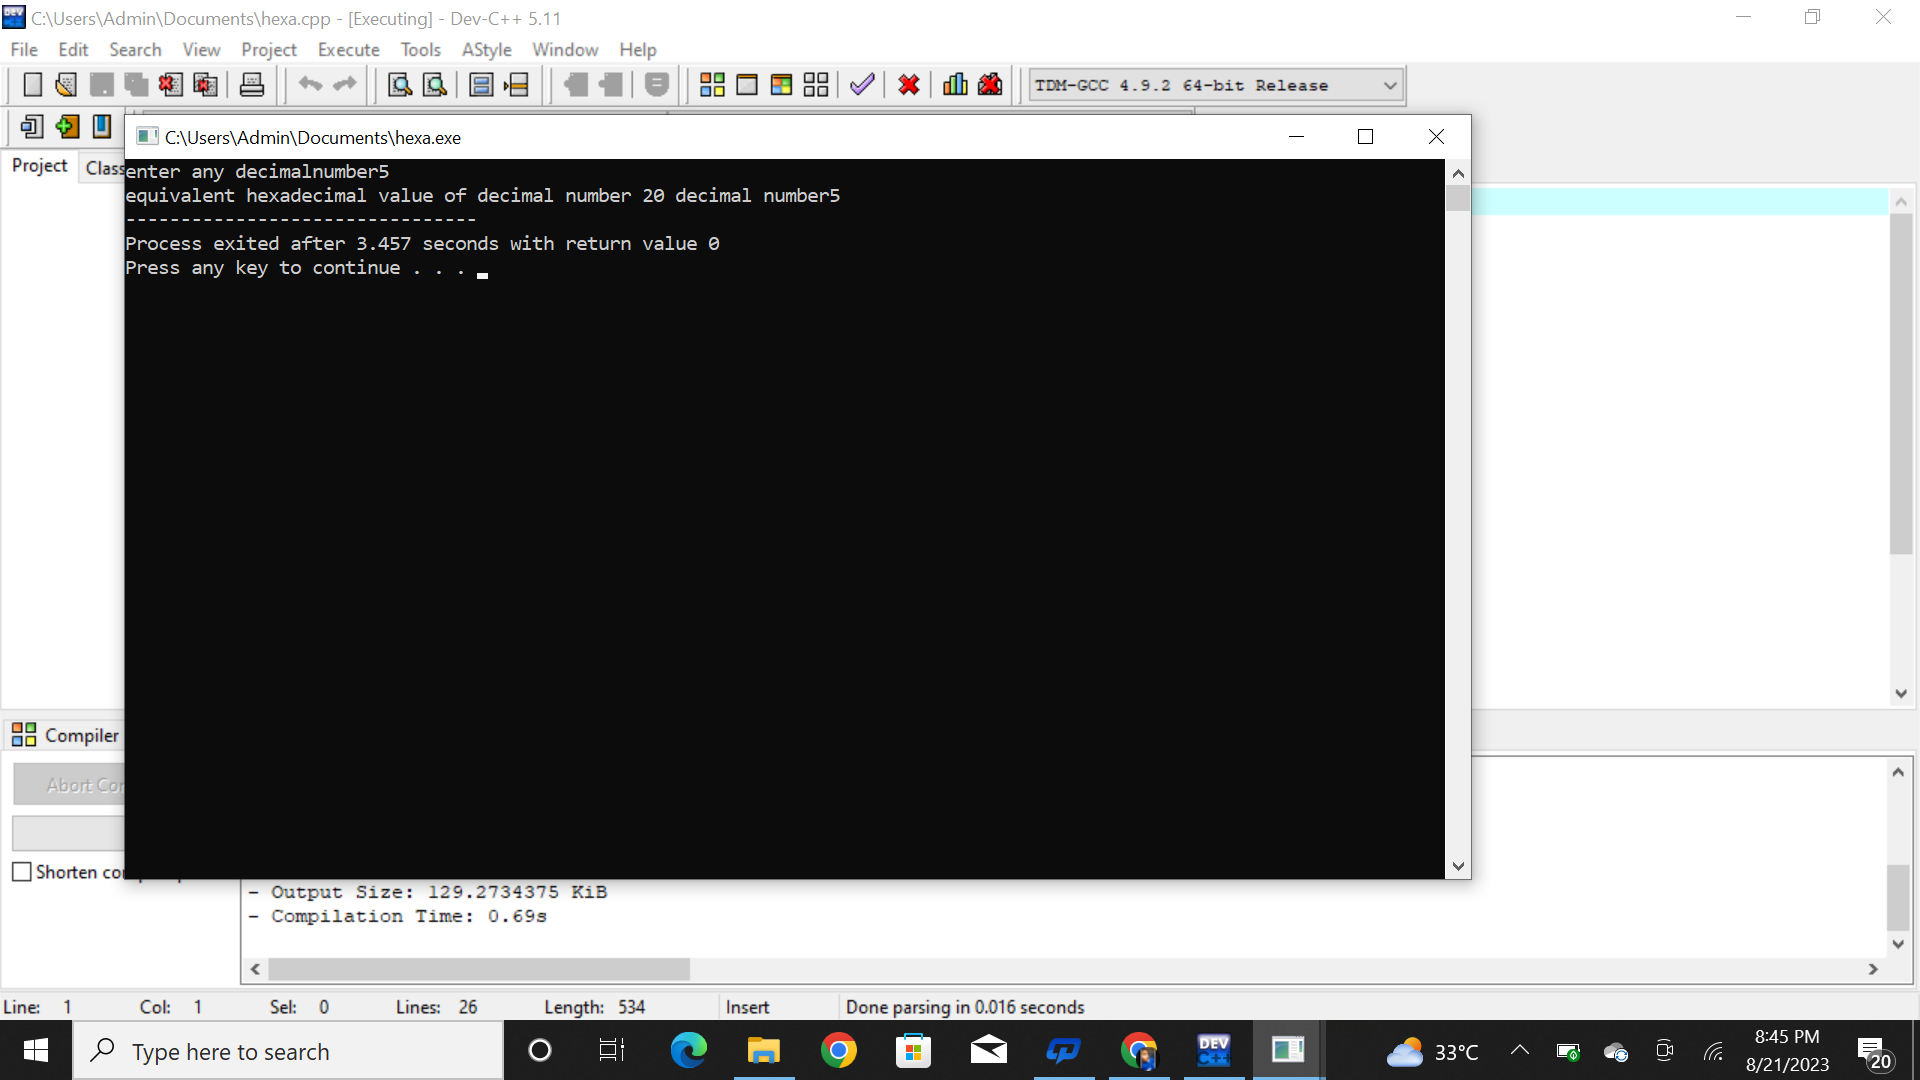 C:\Users\Admin\Documents\hexa.cpp - [Executing] - Dev-C++ 5.11
File Edit Search View Project Execute Tools AStyle Window Help
TDM-GCC 4.9.2 64-bit Release
C:\Users\Admin\Documents\hexa.exe
Project Class
enter any decimalnumber5
equivalent hexadecimal value of decimal number 20 decimal number5
--------------------------------
Process exited after 3.457 seconds with return value 0
Press any key to continue . . .
Compiler
Abort Co
Shorten co
- Output Size: 129.2734375 KiB
- Compilation Time: 0.69s
Line: 1 Col: 1 Sel: 0 Lines: 26 Length: 534 Insert Done parsing in 0.016 seconds
Type here to search
DEV C++
33°C
8:45 PM
8/21/2023
20